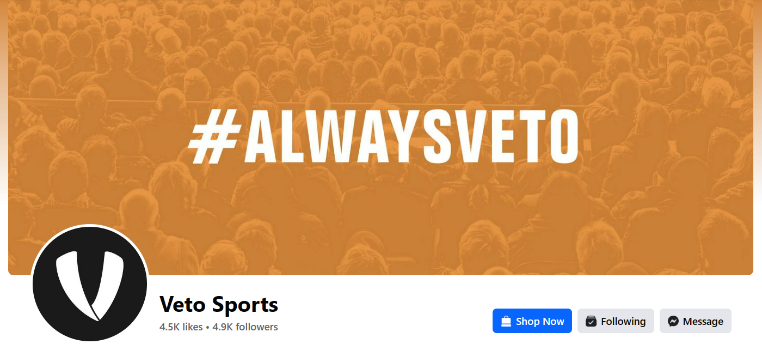 #ALWAYSVETO
Veto Sports
4.5K likes • 4.9K followers
Shop Now
Following
Message